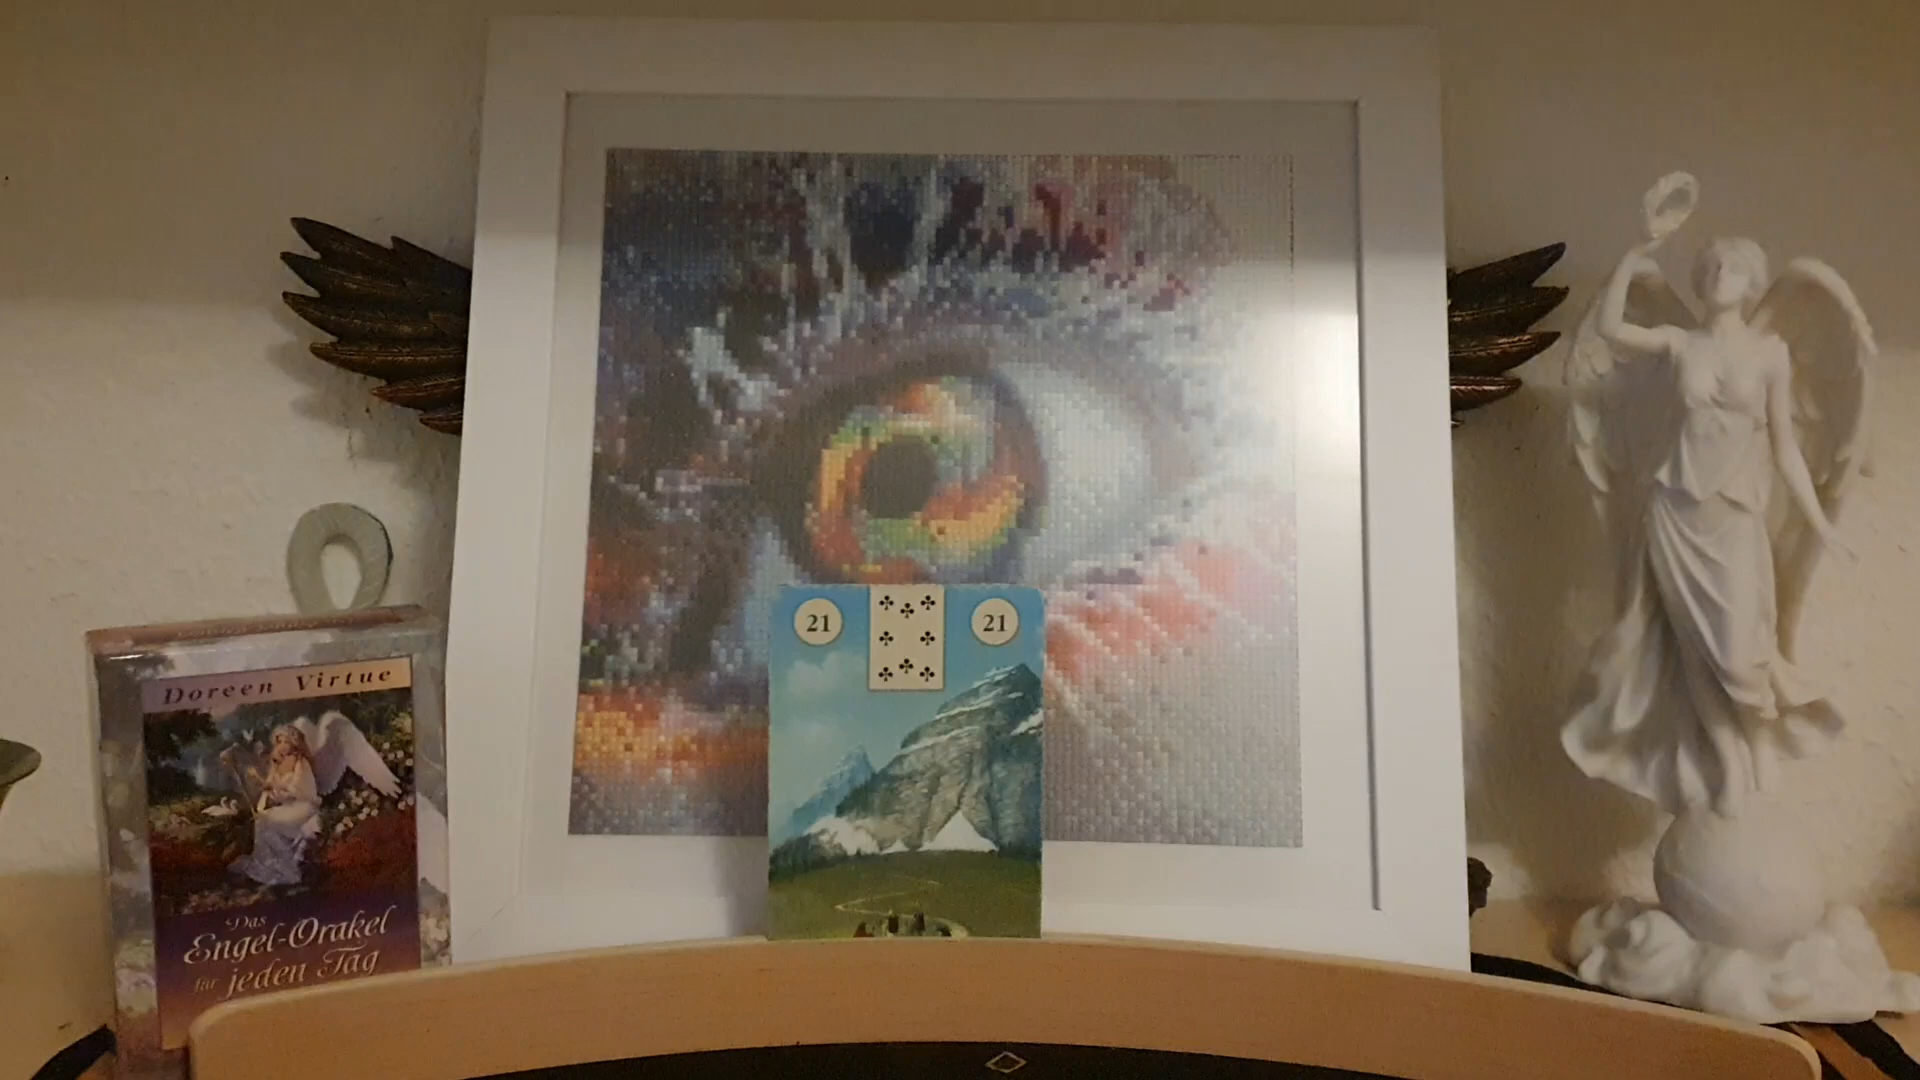 21
21
Doreen Virtue
Das
Engel-Orakel
für jeden Tag